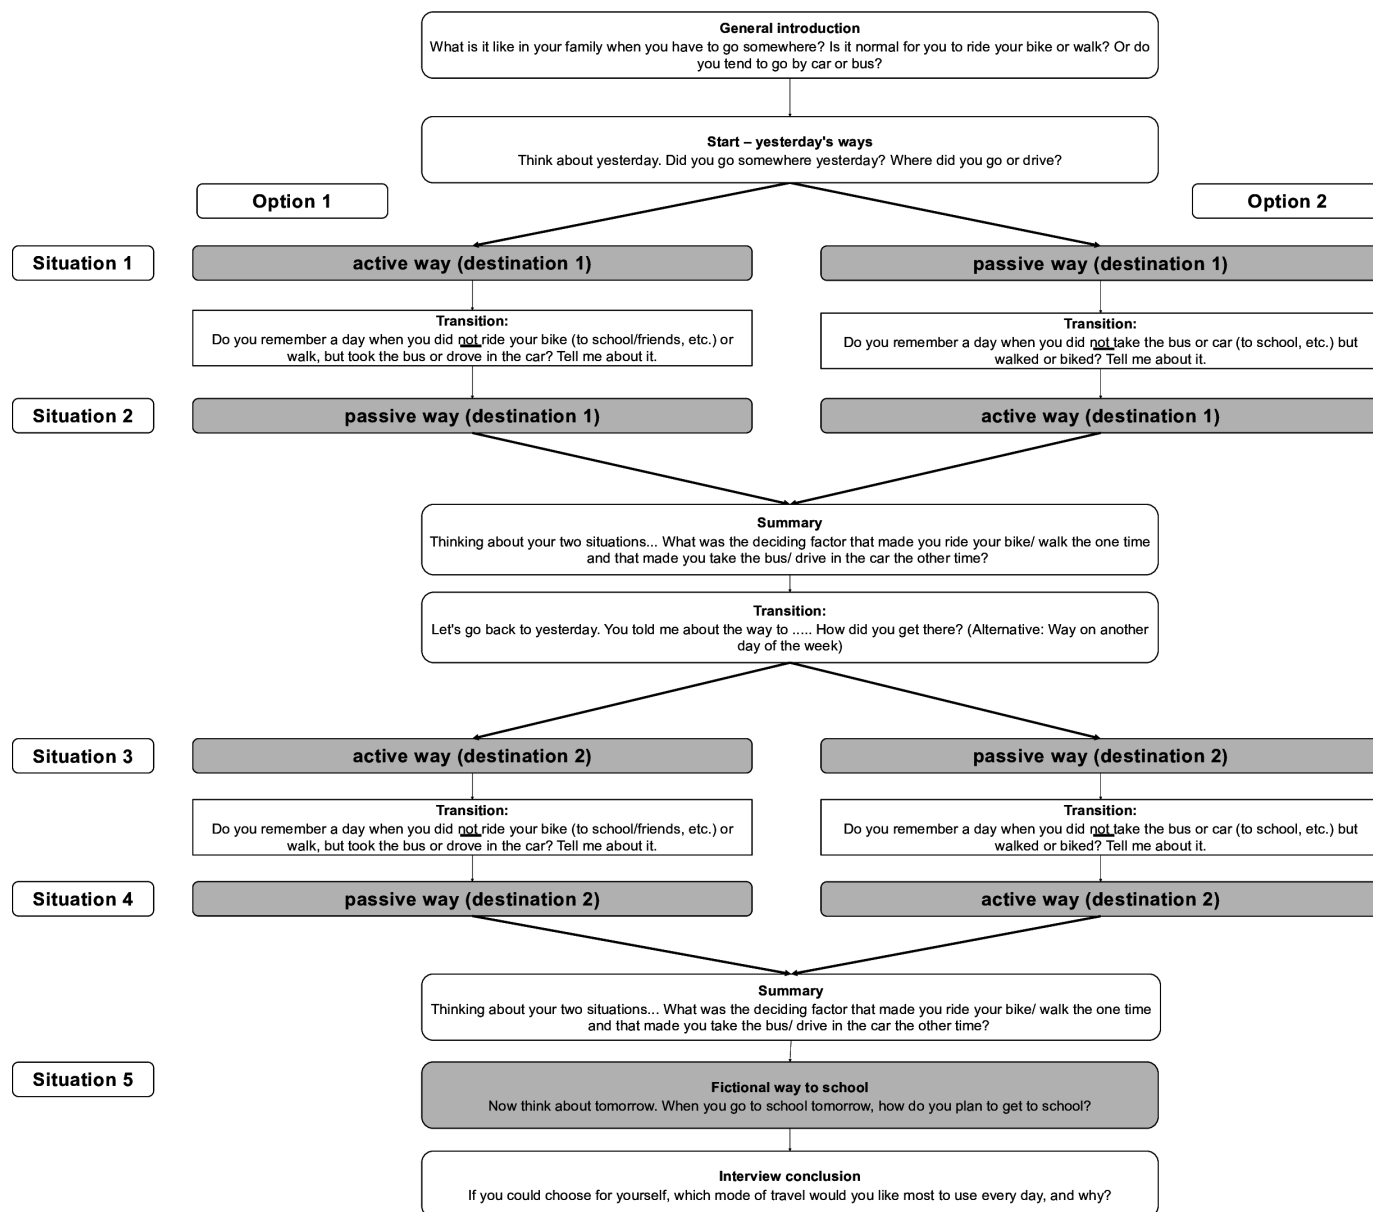 General introduction
What is it like in your family when you have to go somewhere? Is it normal for you to ride your bike or walk? Or do
you tend to go by car or bus?
Start – yesterday's ways
Think about yesterday. Did you go somewhere yesterday? Where did you go or drive?
Option 1
Option 2
Situation 1
active way (destination 1)
passive way (destination 1)
Transition:
Do you remember a day when you did not ride your bike (to school/friends, etc.) or
walk, but took the bus or drove in the car? Tell me about it.
Transition:
Do you remember a day when you did not take the bus or car (to school, etc.) but
walked or biked? Tell me about it.
Situation 2
passive way (destination 1)
active way (destination 1)
Summary
Thinking about your two situations... What was the deciding factor that made you ride your bike/ walk the one time
and that made you take the bus/ drive in the car the other time?
Transition:
Let's go back to yesterday. You told me about the way to ..... How did you get there? (Alternative: Way on another
day of the week)
Situation 3
active way (destination 2)
passive way (destination 2)
Transition:
Do you remember a day when you did not ride your bike (to school/friends, etc.) or
walk, but took the bus or drove in the car? Tell me about it.
Transition:
Do you remember a day when you did not take the bus or car (to school, etc.) but
walked or biked? Tell me about it.
Situation 4
passive way (destination 2)
active way (destination 2)
Summary
Thinking about your two situations... What was the deciding factor that made you ride your bike/ walk the one time
and that made you take the bus/ drive in the car the other time?
Situation 5
Fictional way to school
Now think about tomorrow. When you go to school tomorrow, how do you plan to get to school?
Interview conclusion
If you could choose for yourself, which mode of travel would you like most to use every day, and why?